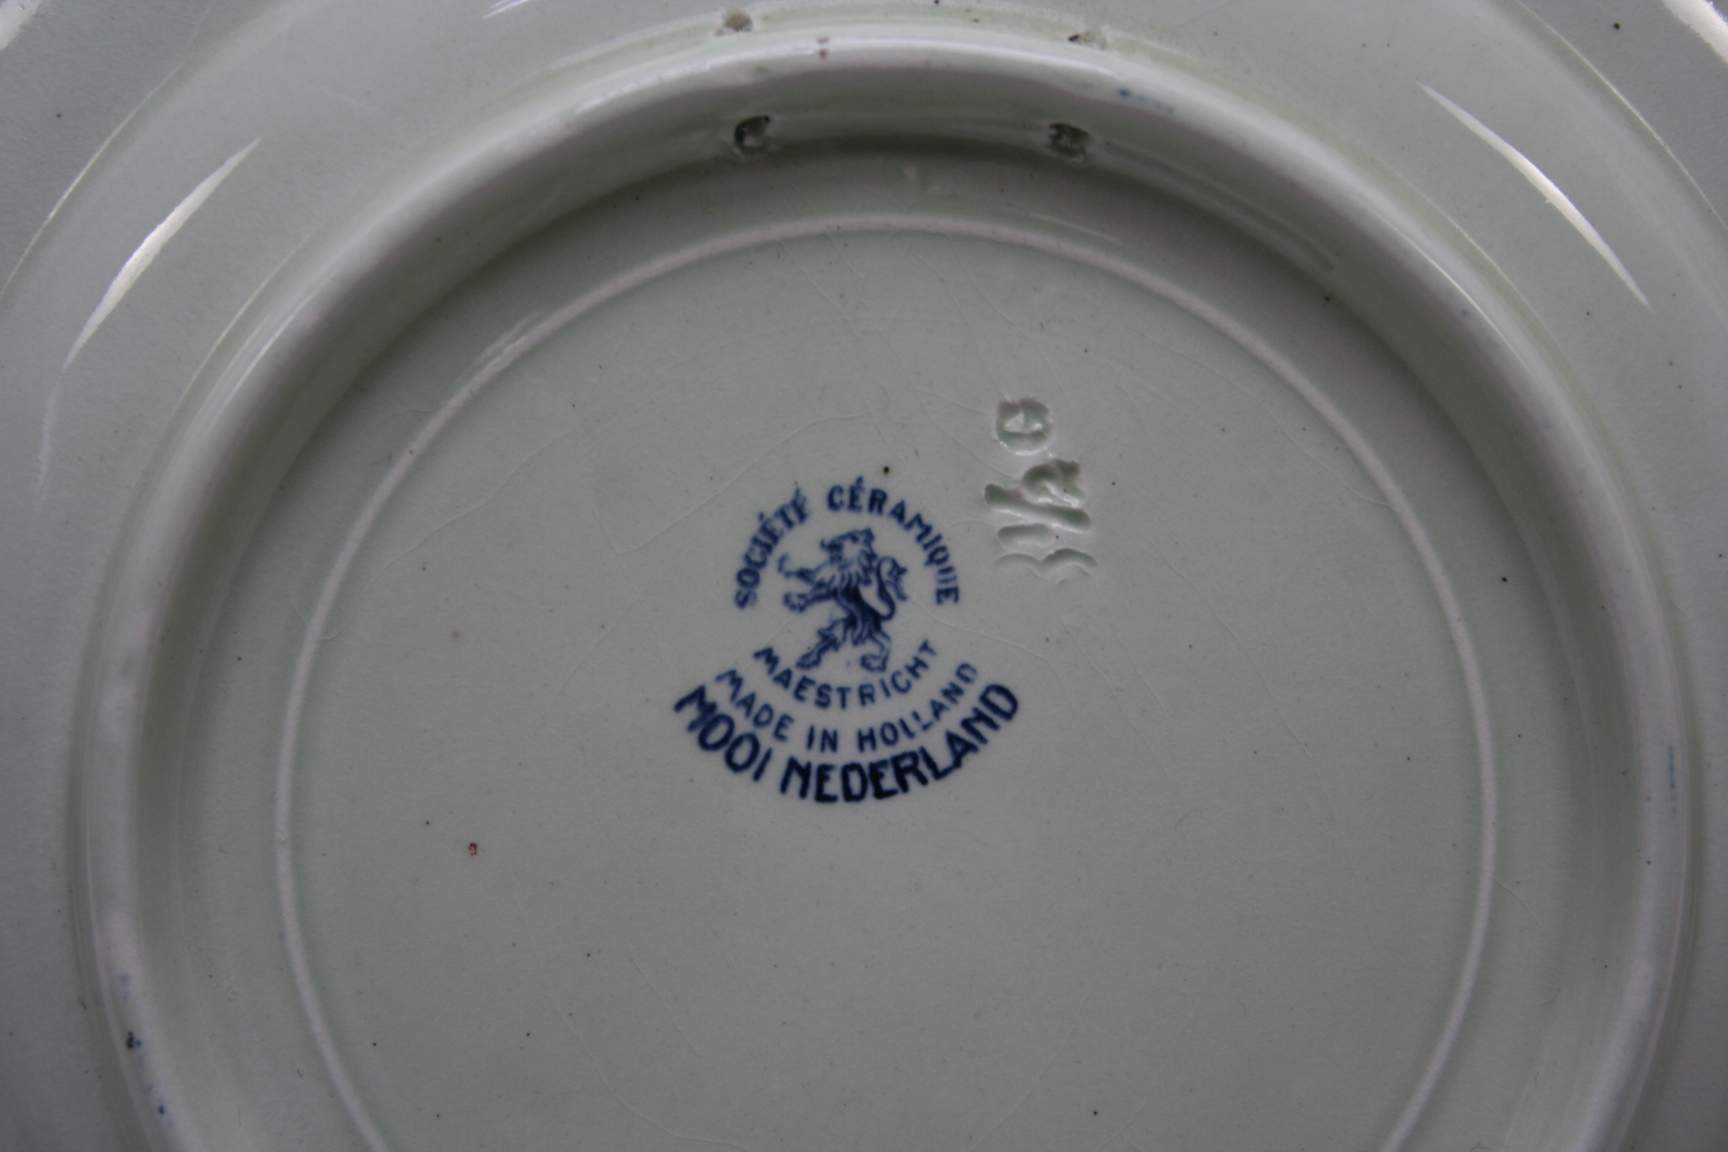 SOCIÉTÉ CÉRAMIQUE
MAESTRICHT
MADE IN HOLLAND
MOOI NEDERLAND